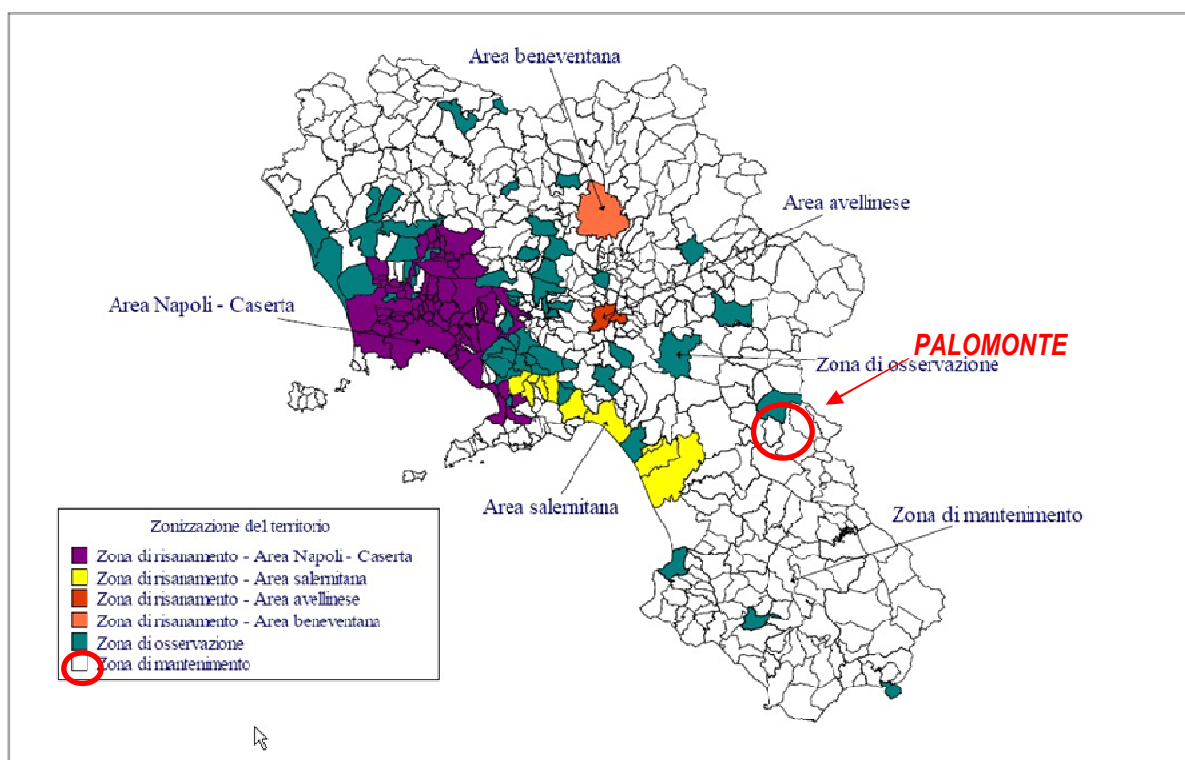 Area beneventana
Area avellinese
Area Napoli - Caserta
PALOMONTE
Zona di osservazione
Area salernitana
Zona di mantenimento
Zonizzazione del territorio
Zona di risanamento - Area Napoli - Caserta
Zona di risanamento - Area salernitana
Zona di risanamento - Area avellinese
Zona di risanamento - Area beneventana
Zona di osservazione
Zona di mantenimento